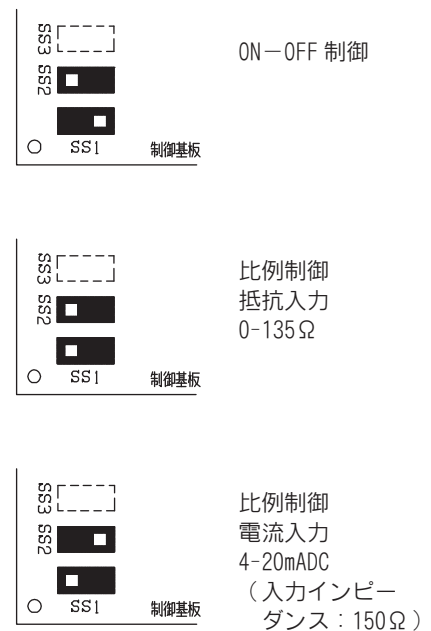 SS3
ON－OFF 制御
SS2
SS1
制御基板
SS3
比例制御
抵抗入力
SS2
0-135Ω
SS1
制御基板
SS3
比例制御
SS2
電流入力
4-20mADC
（入力インピー
SS1
制御基板
ダンス：150Ω）